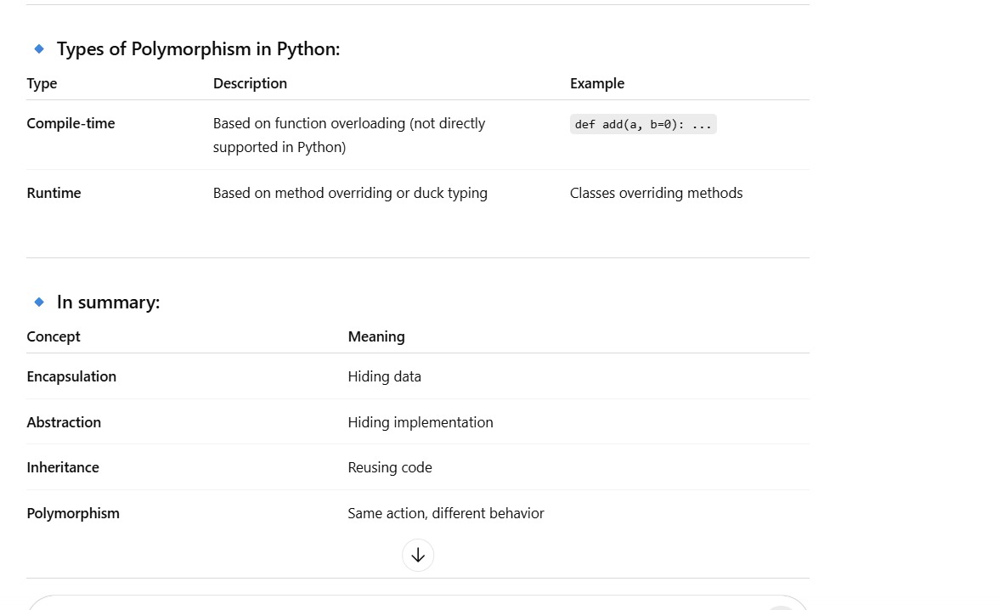 Types of Polymorphism in Python:
Type Description Example
Compile-time Based on function overloading (not directly def add(a, b=0): ...
supported in Python)
Runtime Based on method overriding or duck typing Classes overriding methods
In summary:
Concept Meaning
Encapsulation Hiding data
Abstraction Hiding implementation
Inheritance Reusing code
Polymorphism Same action, different behavior